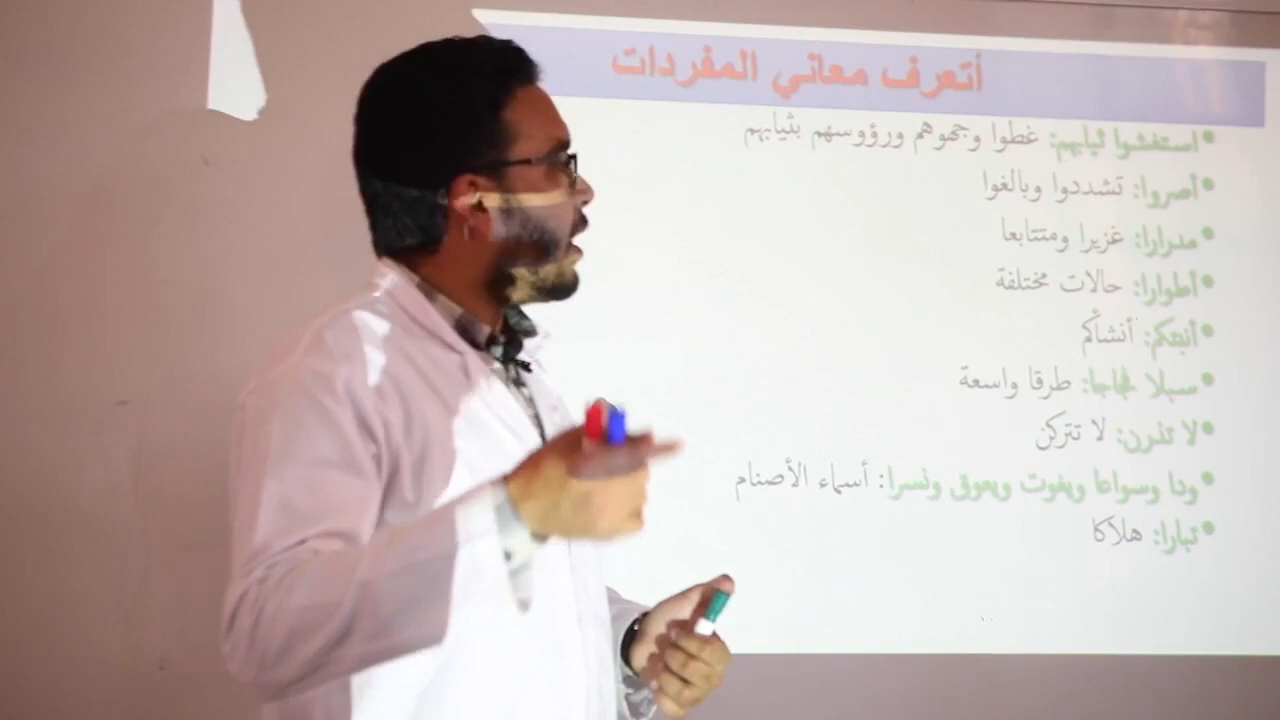 أتعرف معاني المفردات
•استغشوا ثيابهم: غطوا وجوههم ورؤوسهم بثيابهم
•أصروا: تشددوا وبالغوا
•مدرارا: غزيرا ومتتابعا
•أطوارا: حالات مختلفة
•أنبتكم: أنشأكم
•سبلا فجاجا: طرقا واسعة
•لا تذرن: لا تتركن
•ودا وسواعا ويغوث ويعوق ونسرا: أسماء الأصنام
•تبارا: هلاكا